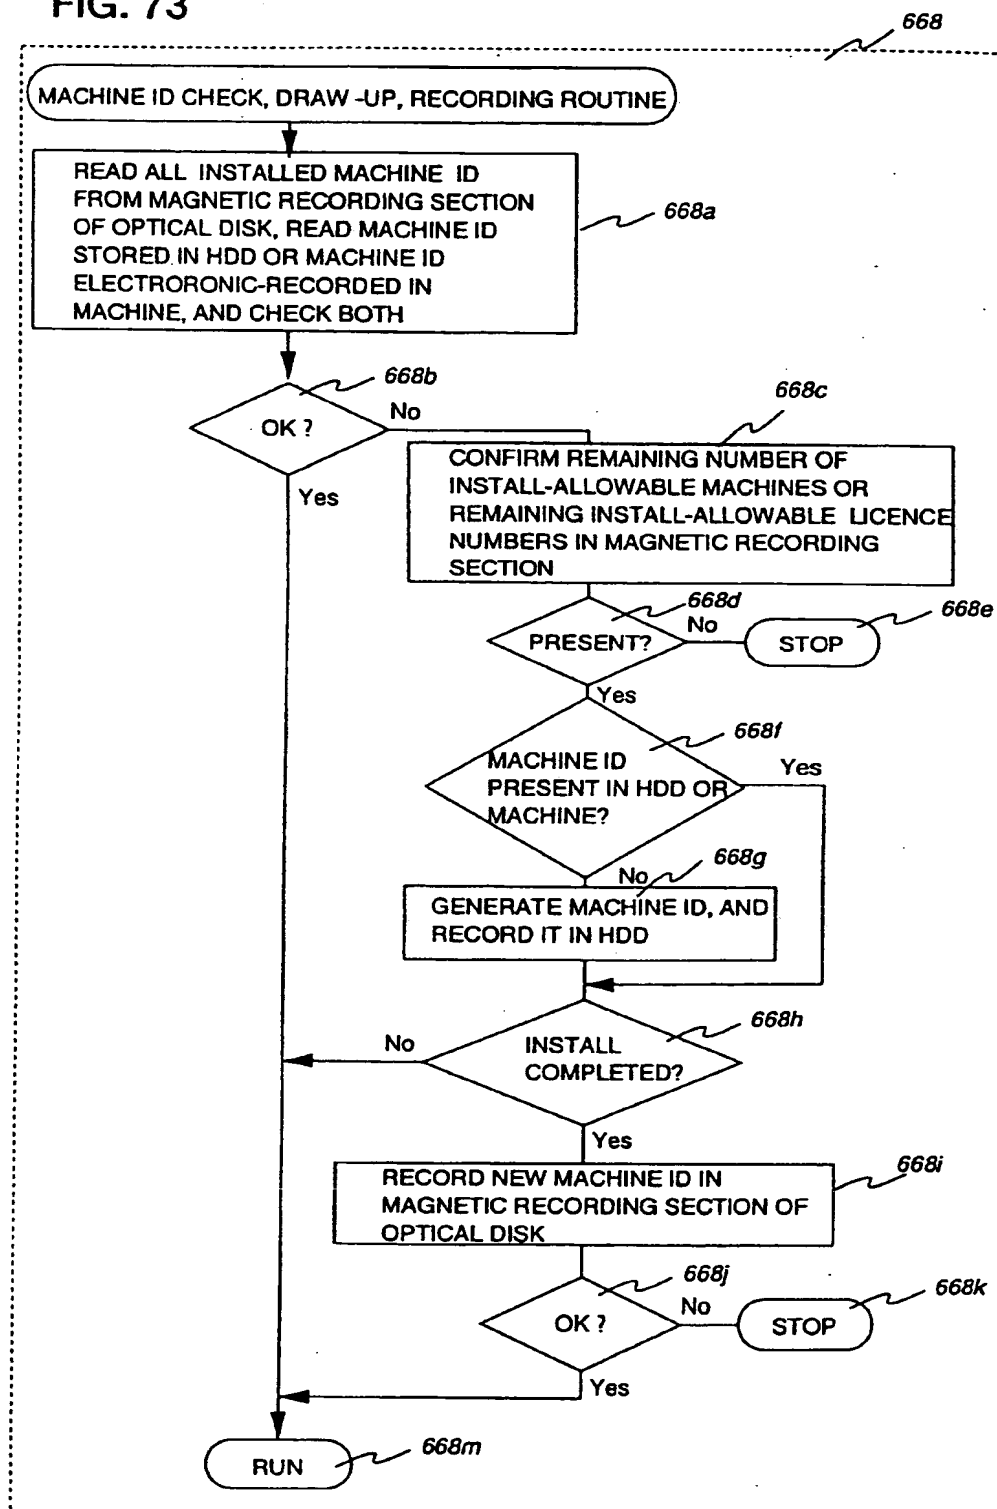 FIG. 73
668
MACHINE ID CHECK, DRAW -UP, RECORDING ROUTINE
READ ALL INSTALLED MACHINE ID
FROM MAGNETIC RECORDING SECTION
OF OPTICAL DISK, READ MACHINE ID
STORED IN HDD OR MACHINE ID
ELECTRORONIC-RECORDED IN
MACHINE, AND CHECK BOTH
668a
668b
OK ?
No
Yes
668c
CONFIRM REMAINING NUMBER OF
INSTALL-ALLOWABLE MACHINES OR
REMAINING INSTALL-ALLOWABLE LICENCE
NUMBERS IN MAGNETIC RECORDING
SECTION
668d
PRESENT?
No
668e
STOP
Yes
668f
MACHINE ID
PRESENT IN HDD OR
MACHINE?
Yes
No
668g
GENERATE MACHINE ID, AND
RECORD IT IN HDD
668h
INSTALL
COMPLETED?
No
Yes
668i
RECORD NEW MACHINE ID IN
MAGNETIC RECORDING SECTION OF
OPTICAL DISK
668j
OK ?
No
668k
STOP
Yes
668m
RUN